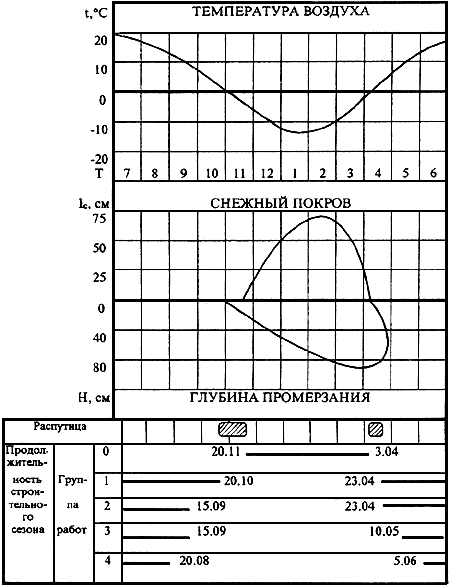 t,°C ТЕМПЕРАТУРА ВОЗДУХА
20
10
0
-10
-20
T 7 8 9 10 11 12 1 2 3 4 5 6
lc, см СНЕЖНЫЙ ПОКРОВ
75
50
25
0
40
80
H, см ГЛУБИНА ПРОМЕРЗАНИЯ
Распутица
Продол- 0 20.11 3.04
житель-
ность Груп- 1 20.10 23.04
строи-
тельно- па 2 15.09 23.04
го
сезона работ 3 15.09 10.05
4 20.08 5.06